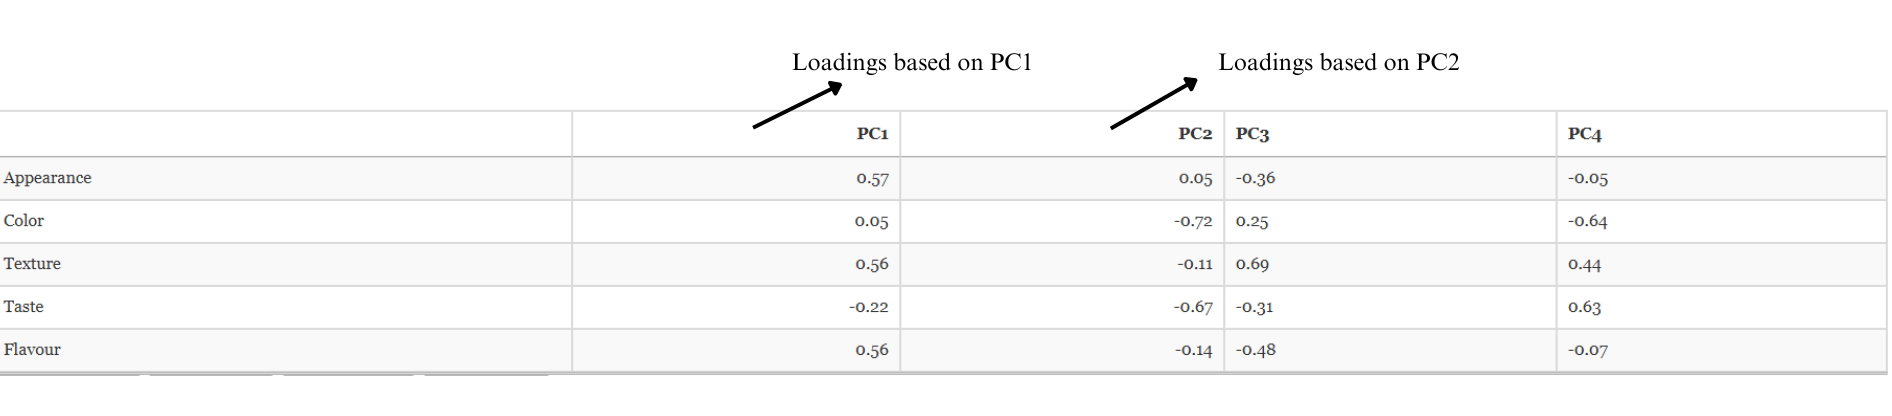 Loadings based on PC1 Loadings based on PC2
PC1 PC2 PC3 PC4
Appearance 0.57 0.05 -0.36 -0.05
Color 0.05 -0.72 0.25 -0.64
Texture 0.56 -0.11 0.69 0.44
Taste -0.22 -0.67 -0.31 0.63
Flavour 0.56 -0.14 -0.48 -0.07